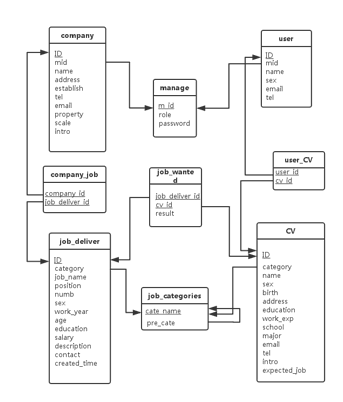 company
ID
mid
name
address
establish
tel
email
property
scale
intro
user
ID
mid
name
sex
email
tel
manage
m_id
role
password
company_job
company_id
job_deliver_id
job_wante
d
job_deliver_id
cv_id
result
user_CV
user_id
cv_id
job_deliver
ID
category
job_name
position
numb
sex
work_year
age
education
salary
description
contact
created_time
job_categories
cate_name
pre_cate
CV
ID
category
name
sex
birth
address
education
work_exp
school
major
email
tel
intro
expected_job